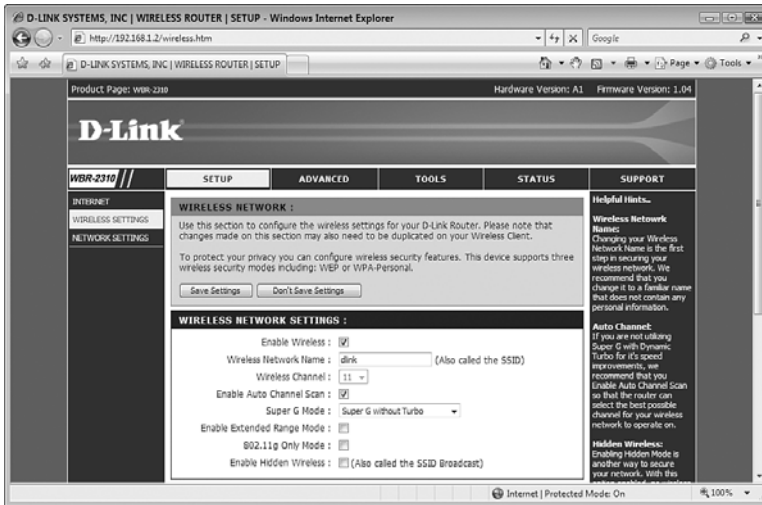 D-LINK SYSTEMS, INC | WIRELESS ROUTER | SETUP - Windows Internet Explorer
http://192.168.1.2/wireless.htm
Google
D-LINK SYSTEMS, INC | WIRELESS ROUTER | SETUP
Page
Tools
Product Page: WBR-2310
Hardware Version: A1
Firmware Version: 1.04
D-Link
WBR-2310
SETUP
ADVANCED
TOOLS
STATUS
SUPPORT
INTERNET
WIRELESS SETTINGS
NETWORK SETTINGS
WIRELESS NETWORK :
Use this section to configure the wireless settings for your D-Link Router. Please note that
changes made on this section may also need to be duplicated on your Wireless Client.
To protect your privacy you can configure wireless security features. This device supports three
wireless security modes including: WEP or WPA-Personal.
Save Settings
Don't Save Settings
WIRELESS NETWORK SETTINGS :
Enable Wireless :
Wireless Network Name : dlink (Also called the SSID)
Wireless Channel : 11
Enable Auto Channel Scan :
Super G Mode : Super G without Turbo
Enable Extended Range Mode :
802.11g Only Mode :
Enable Hidden Wireless : (Also called the SSID Broadcast)
Helpful Hints..
Wireless Netowrk
Name:
Changing your Wireless
Network Name is the first
step in securing your
wireless network. We
recommend that you
change it to a familiar name
that does not contain any
personal information.
Auto Channel:
If you are not utilizing
Super G with Dynamic
Turbo for it's speed
improvements, we
recommend that you
Enable Auto Channel Scan
so that the router can
select the best possible
channel for your wireless
network to operate on.
Hidden Wireless:
Enabling Hidden Mode is
another way to secure
your network. With this
Internet | Protected Mode: On
100%